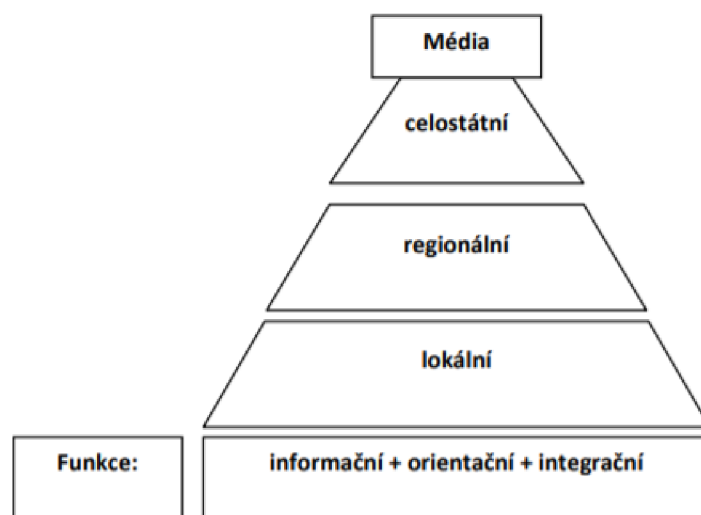 Média
celostátní
regionální
lokální
Funkce:
informační + orientační + integrační